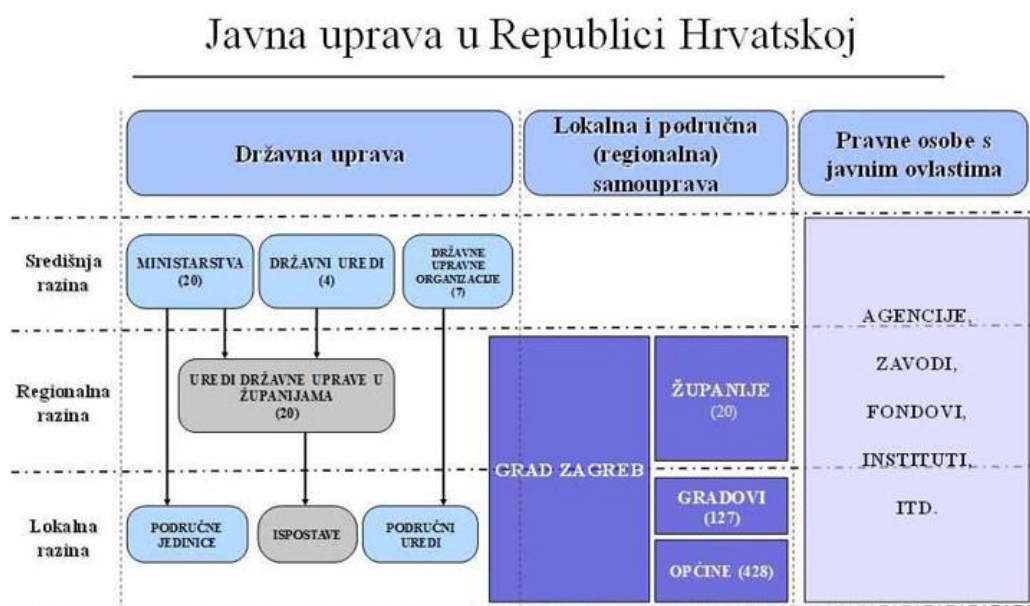 Javna uprava u Republici Hrvatskoj
Državna uprava
Lokalna i područna
(regionalna)
samouprava
Pravne osobe s
javnim ovlastima
Središnja
razina
MINISTARSTVA
(20)
DRŽAVNI UREDI
(4)
DRŽAVNE
UPRAVNE
ORGANIZACIJE
(7)
Regionalna
razina
UREDI DRŽAVNE UPRAVE U
ŽUPANIJAMA
(20)
GRAD ZAGREB
ŽUPANIJE
(20)
GRADOVI
(127)
OPĆINE (428)
Lokalna
razina
PODRUČNE
JEDINICE
ISPOSTAVE
PODRUČNI
UREDI
AGENCIJE,
ZAVODI,
FONDOVI,
INSTITUTI,
ITD.